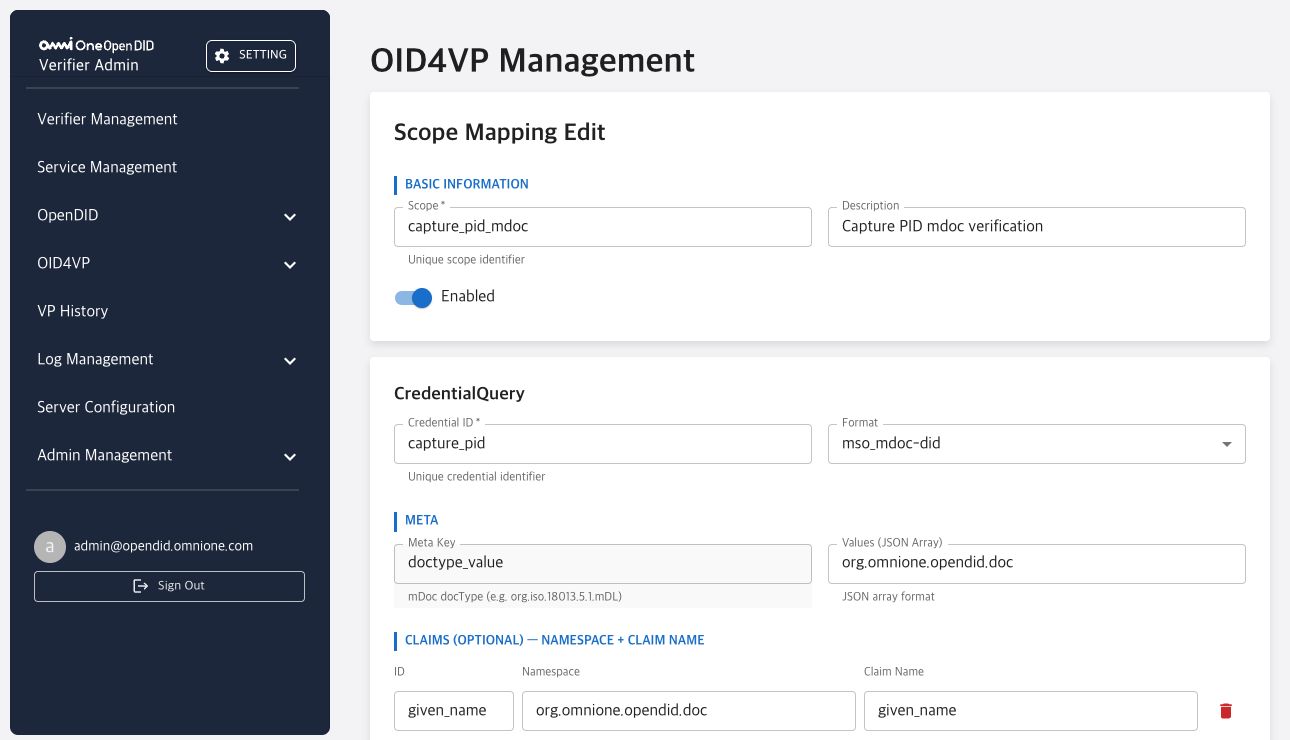 Omni One Open DID
Verifier Admin
SETTING
Verifier Management
Service Management
OpenDID
OID4VP
VP History
Log Management
Server Configuration
Admin Management
a
admin@opendid.omnione.com
Sign Out
OID4VP Management
Scope Mapping Edit
BASIC INFORMATION
Scope *
capture_pid_mdoc
Unique scope identifier
Description
Capture PID mdoc verification
Enabled
CredentialQuery
Credential ID *
capture_pid
Unique credential identifier
Format
mso_mdoc-did
META
Meta Key
doctype_value
mDoc docType (e.g. org.iso.18013.5.1.mDL)
Values (JSON Array)
org.omnione.opendid.doc
JSON array format
CLAIMS (OPTIONAL) — NAMESPACE + CLAIM NAME
ID Namespace Claim Name
given_name org.omnione.opendid.doc given_name